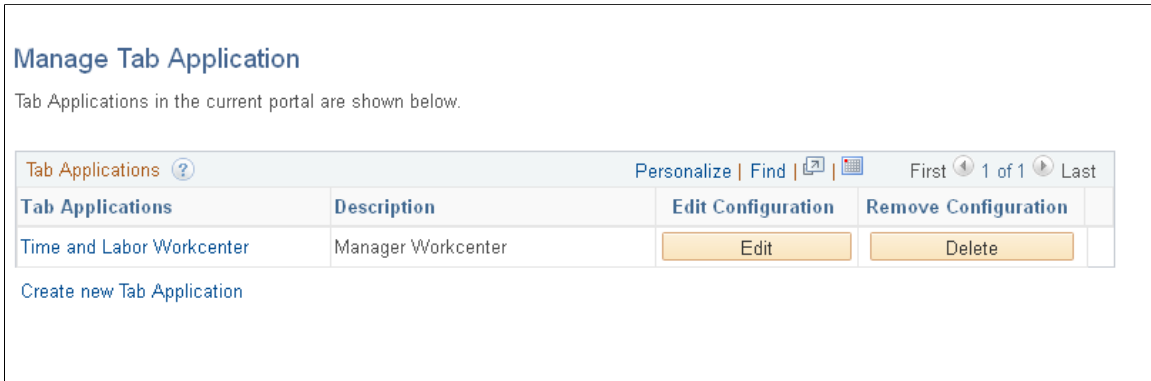 Manage Tab Application
Tab Applications in the current portal are shown below.
Tab Applications ? Personalize | Find | | First 1 of 1 Last
Tab Applications Description Edit Configuration Remove Configuration
Time and Labor Workcenter Manager Workcenter Edit Delete
Create new Tab Application